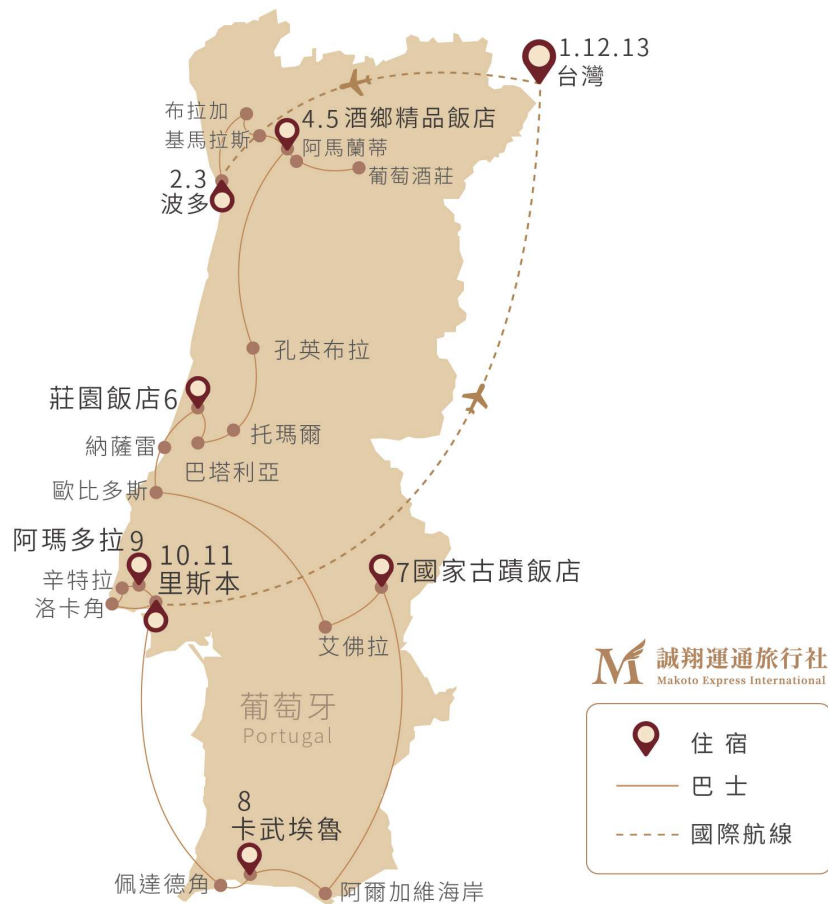 1.12.13
台灣
布拉加
4.5酒鄉精品飯店
基馬拉斯
阿馬蘭蒂
葡萄酒莊
2.3
波多
孔英布拉
莊園飯店6
托瑪爾
納薩雷
巴塔利亞
歐比多斯
阿瑪多拉9
10.11
里斯本
7國家古蹟飯店
辛特拉
洛卡角
艾佛拉
誠翔運通旅行社
Makoto Express International
葡萄牙
Portugal
住宿
巴士
國際航線
8
卡武埃魯
佩達德角
阿爾加維海岸